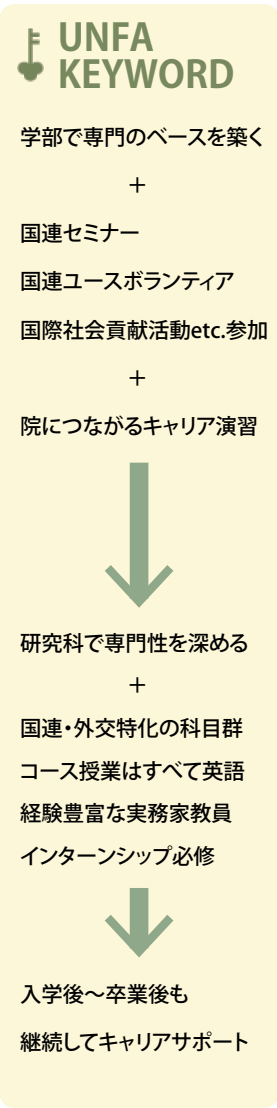 UNFA
KEYWORD
学部で専門のベースを築く
+
国連セミナー
国連ユースボランティア
国際社会貢献活動etc.参加
+
院につながるキャリア演習
研究科で専門性を深める
+
国連・外交特化の科目群
コース授業はすべて英語
経験豊富な実務家教員
インターンシップ必修
入学後〜卒業後も
継続してキャリアサポート